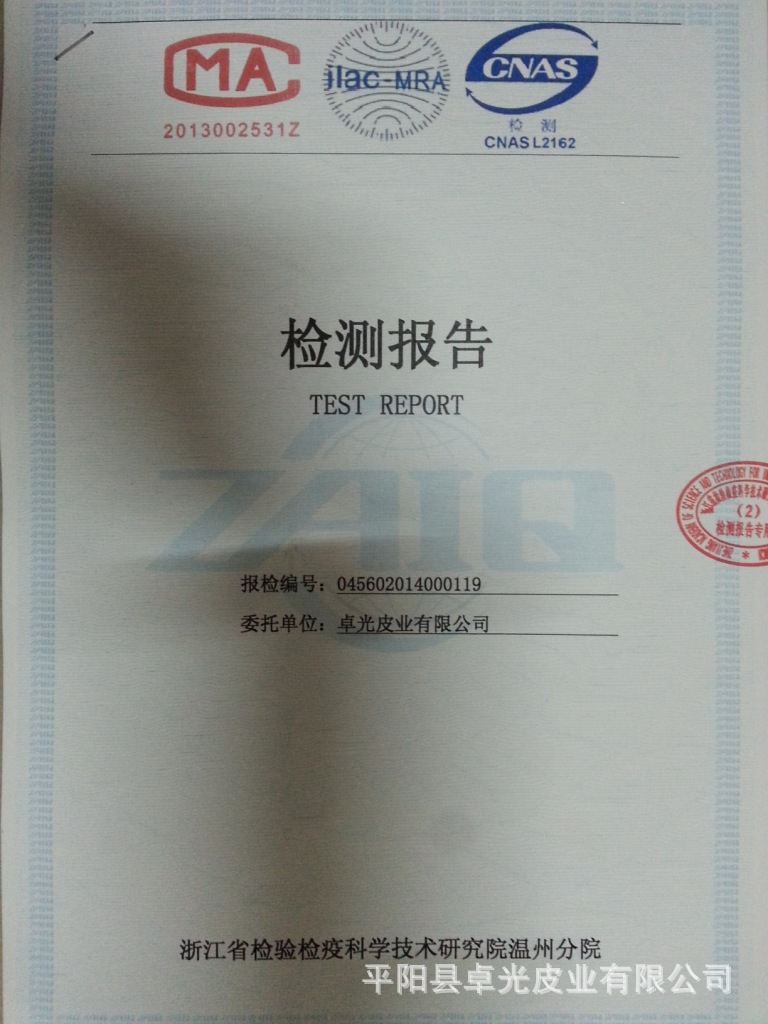 CMA
ilac-MRA
CNAS
2013002531Z
检 测
CNAS L2162
检测报告
TEST REPORT
ZAIQ
(2)
检测报告专用
报检编号：045602014000119
委托单位：卓光皮业有限公司
浙江省检验检疫科学技术研究院温州分院
平阳县卓光皮业有限公司